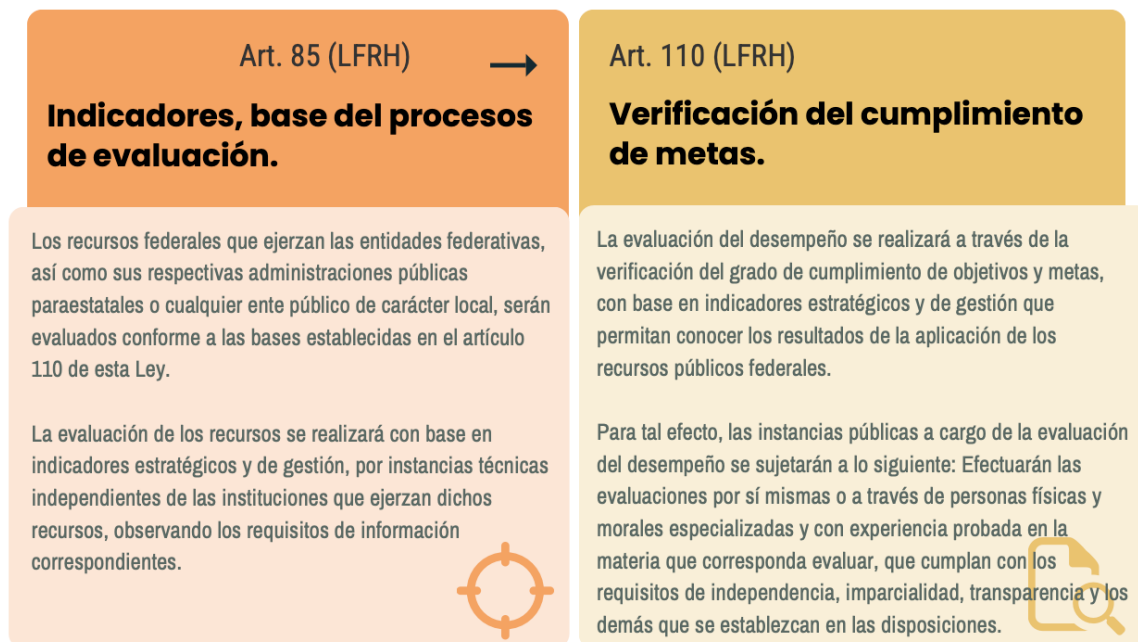 Art. 85 (LFRH)
Indicadores, base del procesos
de evaluación.
Los recursos federales que ejerzan las entidades federativas,
así como sus respectivas administraciones públicas
paraestatales o cualquier ente público de carácter local, serán
evaluados conforme a las bases establecidas en el artículo
110 de esta Ley.
La evaluación de los recursos se realizará con base en
indicadores estratégicos y de gestión, por instancias técnicas
independientes de las instituciones que ejerzan dichos
recursos, observando los requisitos de información
correspondientes.
Art. 110 (LFRH)
Verificación del cumplimiento
de metas.
La evaluación del desempeño se realizará a través de la
verificación del grado de cumplimiento de objetivos y metas,
con base en indicadores estratégicos y de gestión que
permitan conocer los resultados de la aplicación de los
recursos públicos federales.
Para tal efecto, las instancias públicas a cargo de la evaluación
del desempeño se sujetarán a lo siguiente: Efectuarán las
evaluaciones por sí mismas o a través de personas físicas y
morales especializadas y con experiencia probada en la
materia que corresponda evaluar, que cumplan con los
requisitos de independencia, imparcialidad, transparencia y los
demás que se establezcan en las disposiciones.